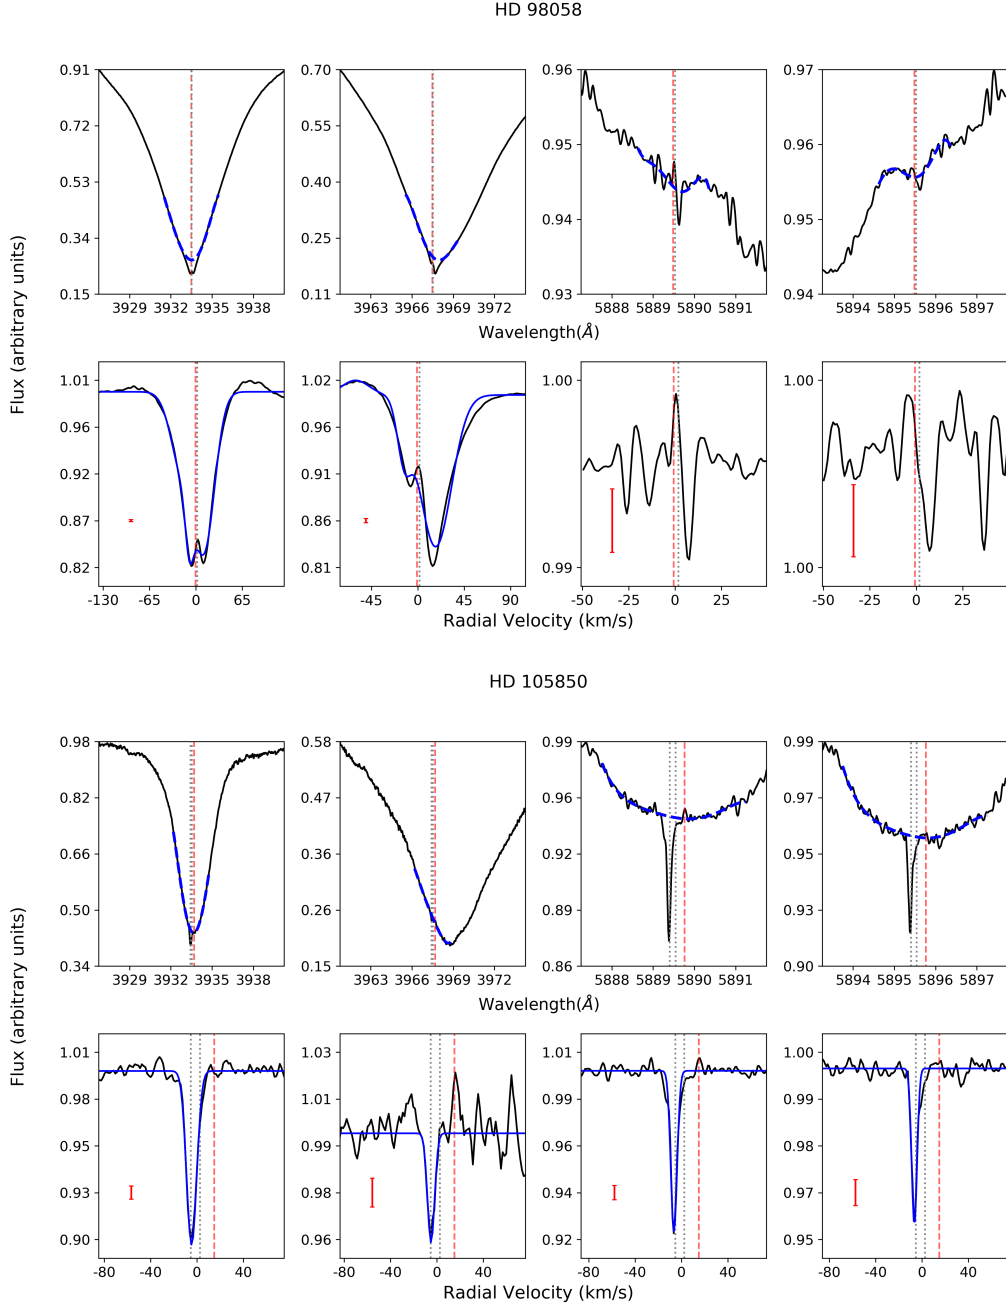 HD 98058
Flux (arbitrary units)
0.91 0.72 0.53 0.34 0.15
3929 3932 3935 3938
0.70 0.55 0.40 0.25 0.11
3963 3966 3969 3972
0.96 0.95 0.94 0.93
5888 5889 5890 5891
0.97 0.96 0.95 0.94
5894 5895 5896 5897
Wavelength(Å)
1.01 0.96 0.92 0.87 0.82
-130 -65 0 65
1.02 0.96 0.91 0.86 0.81
-45 0 45 90
1.00 0.99
-50 -25 0 25
1.00 1.00
-50 -25 0 25
Radial Velocity (km/s)
HD 105850
Flux (arbitrary units)
0.98 0.82 0.66 0.50 0.34
3929 3932 3935 3938
0.58 0.47 0.36 0.26 0.15
3963 3966 3969 3972
0.99 0.96 0.92 0.89 0.86
5888 5889 5890 5891
0.99 0.97 0.95 0.93 0.90
5894 5895 5896 5897
Wavelength(Å)
1.01 0.98 0.95 0.93 0.90
-80 -40 0 40
1.03 1.01 0.99 0.98 0.96
-80 -40 0 40
1.01 0.99 0.96 0.94 0.92
-80 -40 0 40
1.00 0.99 0.98 0.97 0.95
-80 -40 0 40
Radial Velocity (km/s)